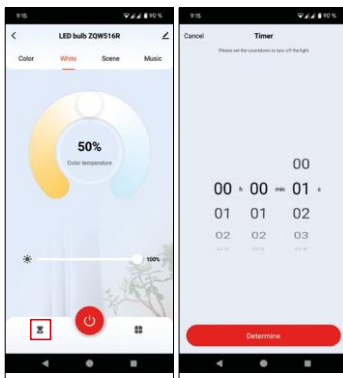 9:15
90 %
LED bulb ZQW516R
Color White Scene Music
50%
Color temperature
100%
9:15
90 %
Cancel Timer
Please set the countdown to turn off the light
00
00 h 00 min 01 s
01 01 02
02 02 03
Determine